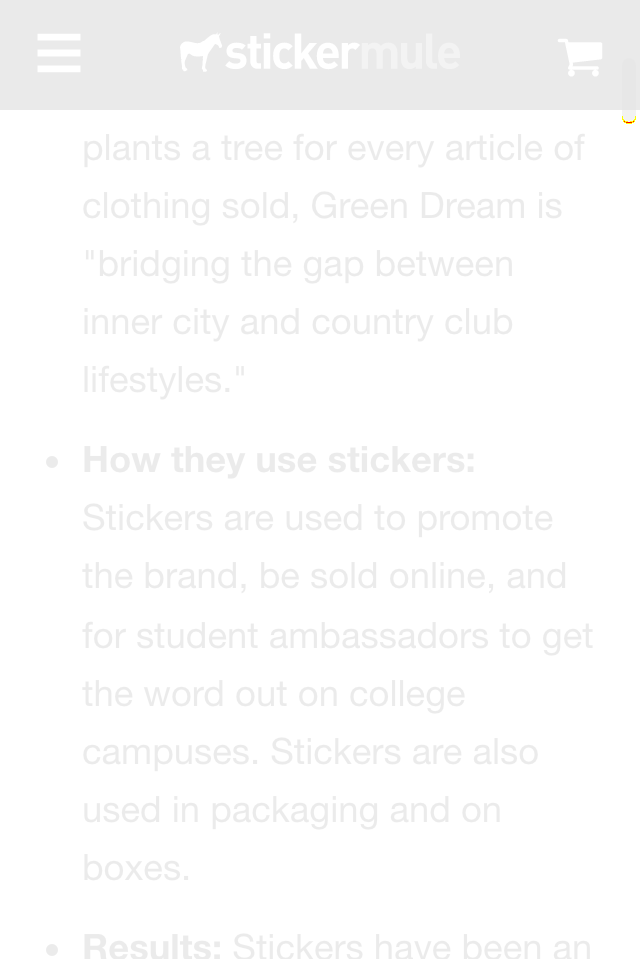 stickermule
plants a tree for every article of
clothing sold, Green Dream is
"bridging the gap between
inner city and country club
lifestyles."
• How they use stickers:
Stickers are used to promote
the brand, be sold online, and
for student ambassadors to get
the word out on college
campuses. Stickers are also
used in packaging and on
boxes.
• Results: Stickers have been an